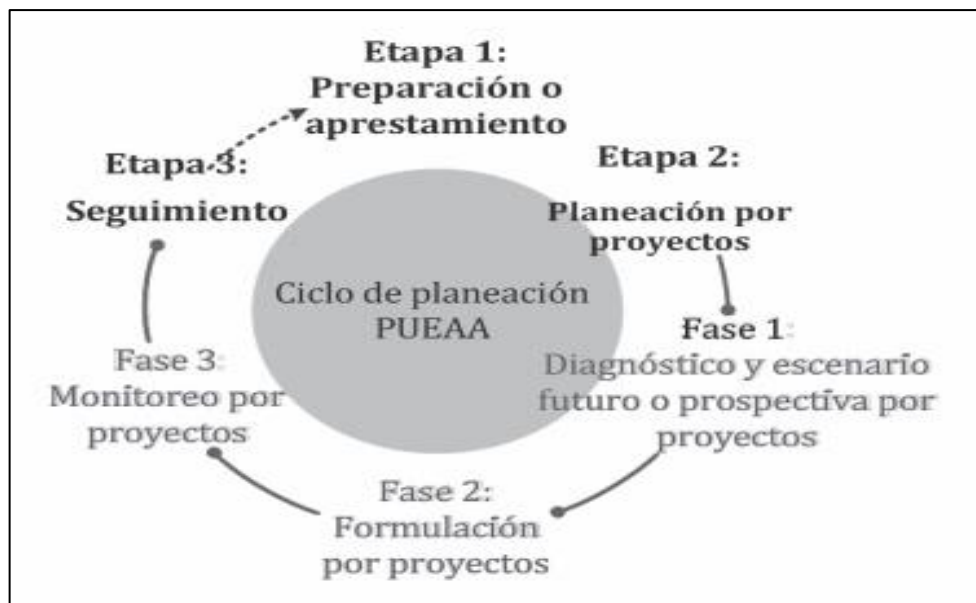 Etapa 1:
Preparación o
aprestamiento
Etapa 2:
Planeación por
proyectos
Fase 1:
Diagnóstico y escenario
futuro o prospectiva por
proyectos
Fase 2:
Formulación
por proyectos
Fase 3:
Monitoreo por
proyectos
Etapa 3:
Seguimiento
Ciclo de planeación
PUEAA